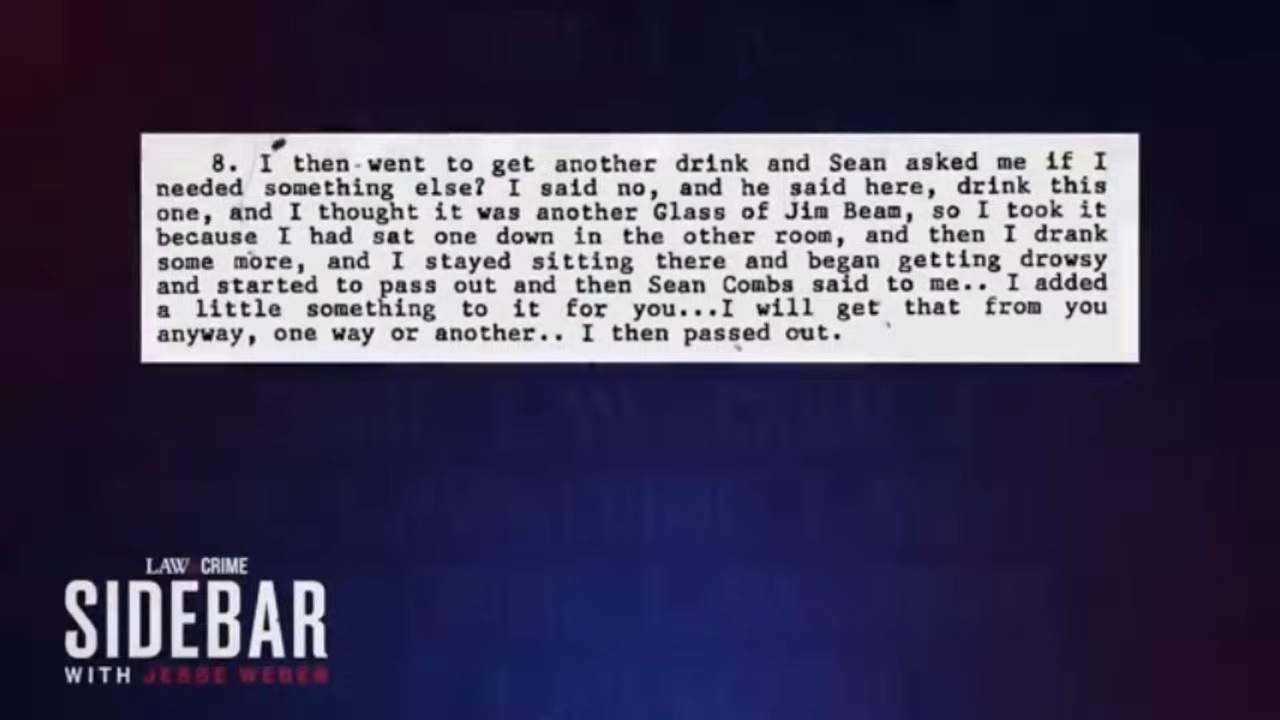 8. I then went to get another drink and Sean asked me if I
needed something else? I said no, and he said here, drink this
one, and I thought it was another Glass of Jim Beam, so I took it
because I had sat one down in the other room, and then I drank
some more, and I stayed sitting there and began getting drowsy
and started to pass out and then Sean Combs said to me.. I added
a little something to it for you...I will get that from you
anyway, one way or another.. I then passed out.
LAW CRIME
SIDEBAR
WITH JESSE WEBER